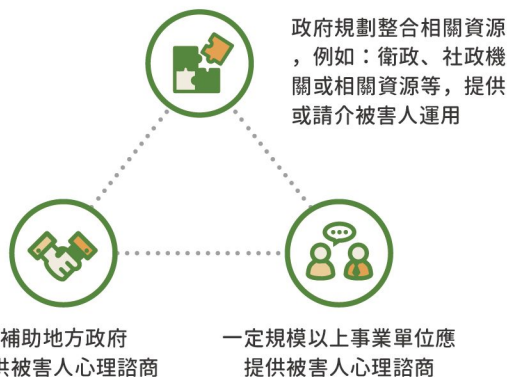 政府規劃整合相關資源
，例如：衛政、社政機
關或相關資源等，提供
或請介被害人運用
補助地方政府
供被害人心理諮商
一定規模以上事業單位應
提供被害人心理諮商